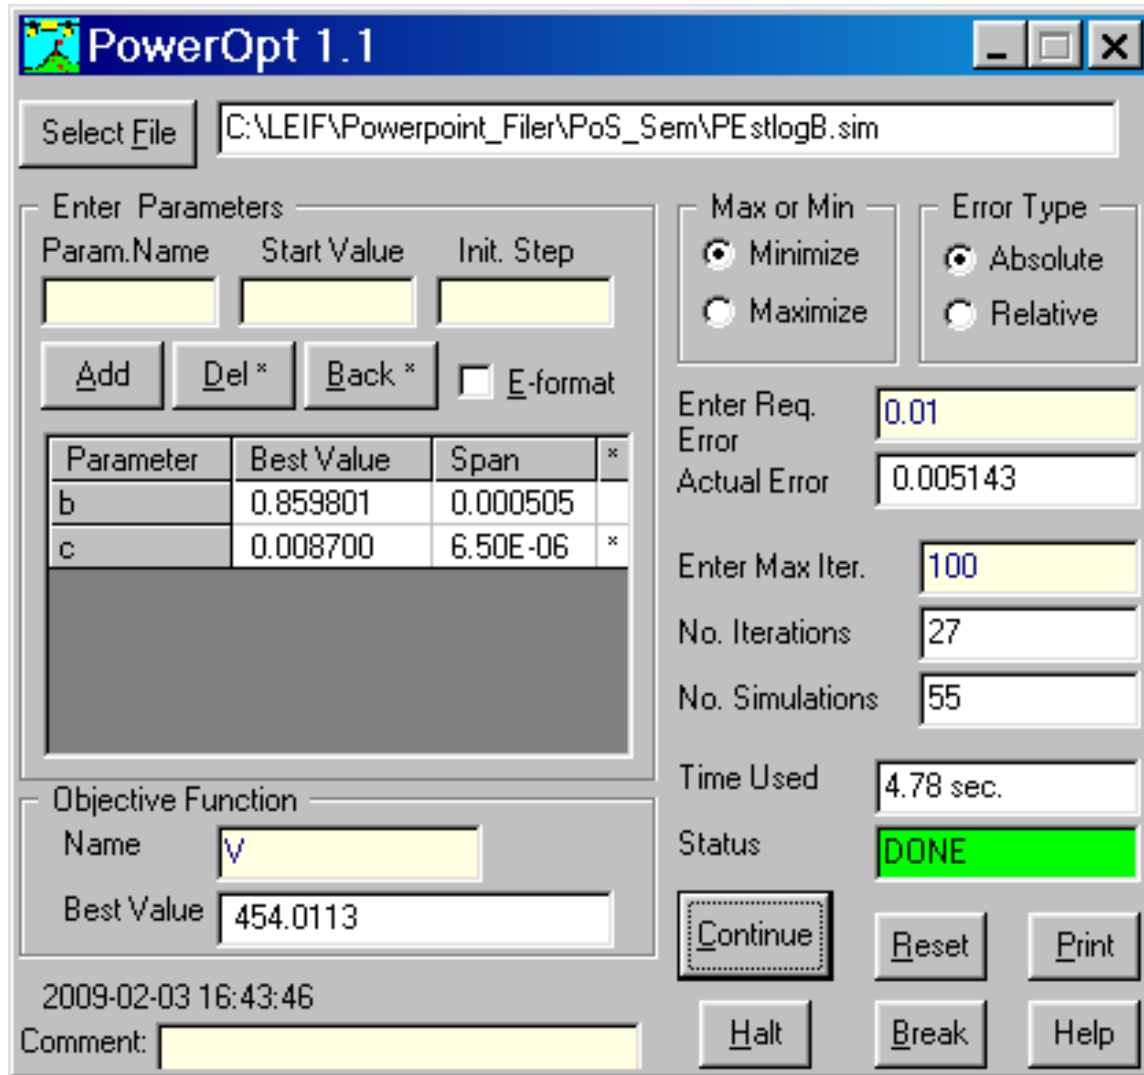 PowerOpt 1.1
Select File
C:\LEIF\Powerpoint_Filer\PoS_Sem\PEstlogB.sim
Enter Parameters
Param.Name Start Value Init. Step
Add Del * Back * E-format
Parameter Best Value Span *
b 0.859801 0.000505
c 0.008700 6.50E-06 *
Objective Function
Name V
Best Value 454.0113
2009-02-03 16:43:46
Comment:
Max or Min
Minimize
Maximize
Error Type
Absolute
Relative
Enter Req.
Error
0.01
Actual Error 0.005143
Enter Max Iter. 100
No. Iterations 27
No. Simulations 55
Time Used 4.78 sec.
Status DONE
Continue Reset Print
Halt Break Help